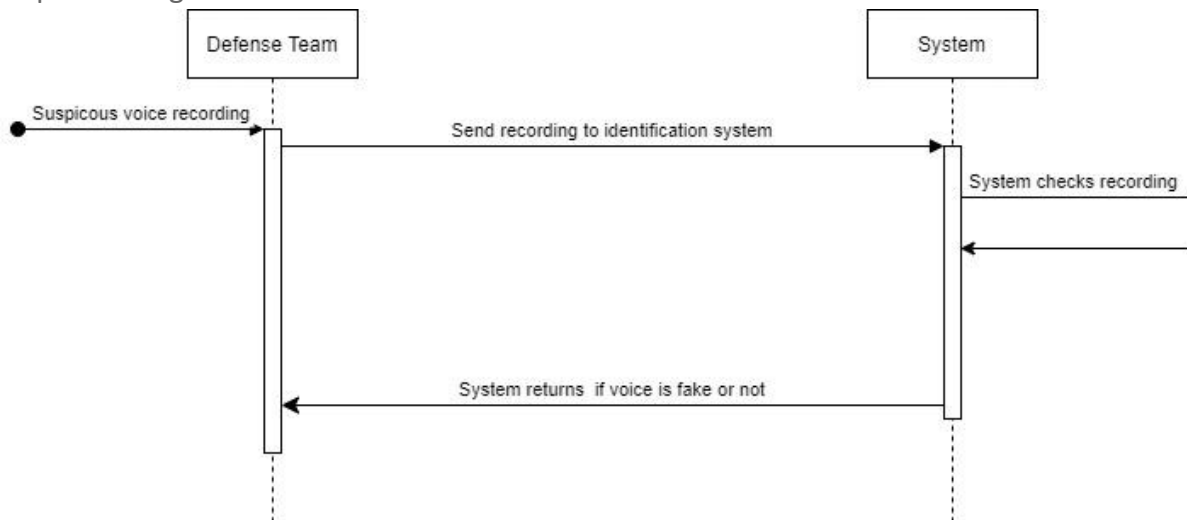 Defense Team
System
Suspicous voice recording
Send recording to identification system
System checks recording
System returns if voice is fake or not